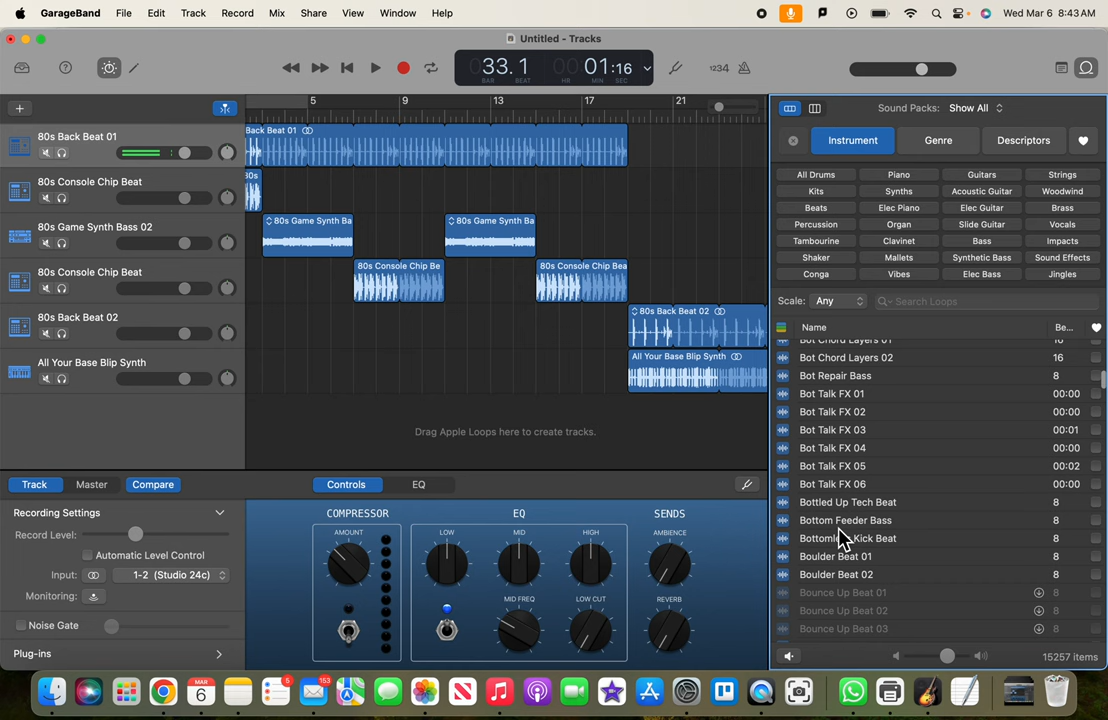 GarageBand File Edit Track Record Mix Share View Window Help Wed Mar 6 8:43 AM
Untitled - Tracks
33. 1 01:16 1234
BAR BEAT HR MIN SEC
5 9 13 17 21
Sound Packs: Show All
Instrument Genre Descriptors
All Drums Piano Guitars Strings
Kits Synths Acoustic Guitar Woodwind
Beats Elec Piano Elec Guitar Brass
Percussion Organ Slide Guitar Vocals
Tambourine Clavinet Bass Impacts
Shaker Mallets Synthetic Bass Sound Effects
Conga Vibes Elec Bass Jingles
Scale: Any Search Loops
Name Be...
Bot Chord Layers 01 16
Bot Chord Layers 02 16
Bot Repair Bass 8
Bot Talk FX 01 00:00
Bot Talk FX 02 00:00
Bot Talk FX 03 00:01
Bot Talk FX 04 00:00
Bot Talk FX 05 00:02
Bot Talk FX 06 00:00
Bottled Up Tech Beat 8
Bottom Feeder Bass 8
Kick Beat 8
Boulder Beat 01 8
Boulder Beat 02 8
Bounce Up Beat 01 8
Bounce Up Beat 02 8
Bounce Up Beat 03 8
15257 items
80s Back Beat 01
80s Console Chip Beat
80s Game Synth Bass 02
80s Console Chip Beat
80s Back Beat 02
All Your Base Blip Synth
Back Beat 01
80s
80s Game Synth Ba 80s Game Synth Ba
80s Console Chip Be 80s Console Chip Bea
80s Back Beat 02
All Your Base Blip Synth
Drag Apple Loops here to create tracks.
Track Master Compare Controls EQ
Recording Settings
Record Level:
Automatic Level Control
Input: 1-2 (Studio 24c)
Monitoring:
Noise Gate
Plug-ins
COMPRESSOR EQ SENDS
AMOUNT LOW MID HIGH AMBIENCE
MID FREQ LOW CUT REVERB
MAR
6 5 153